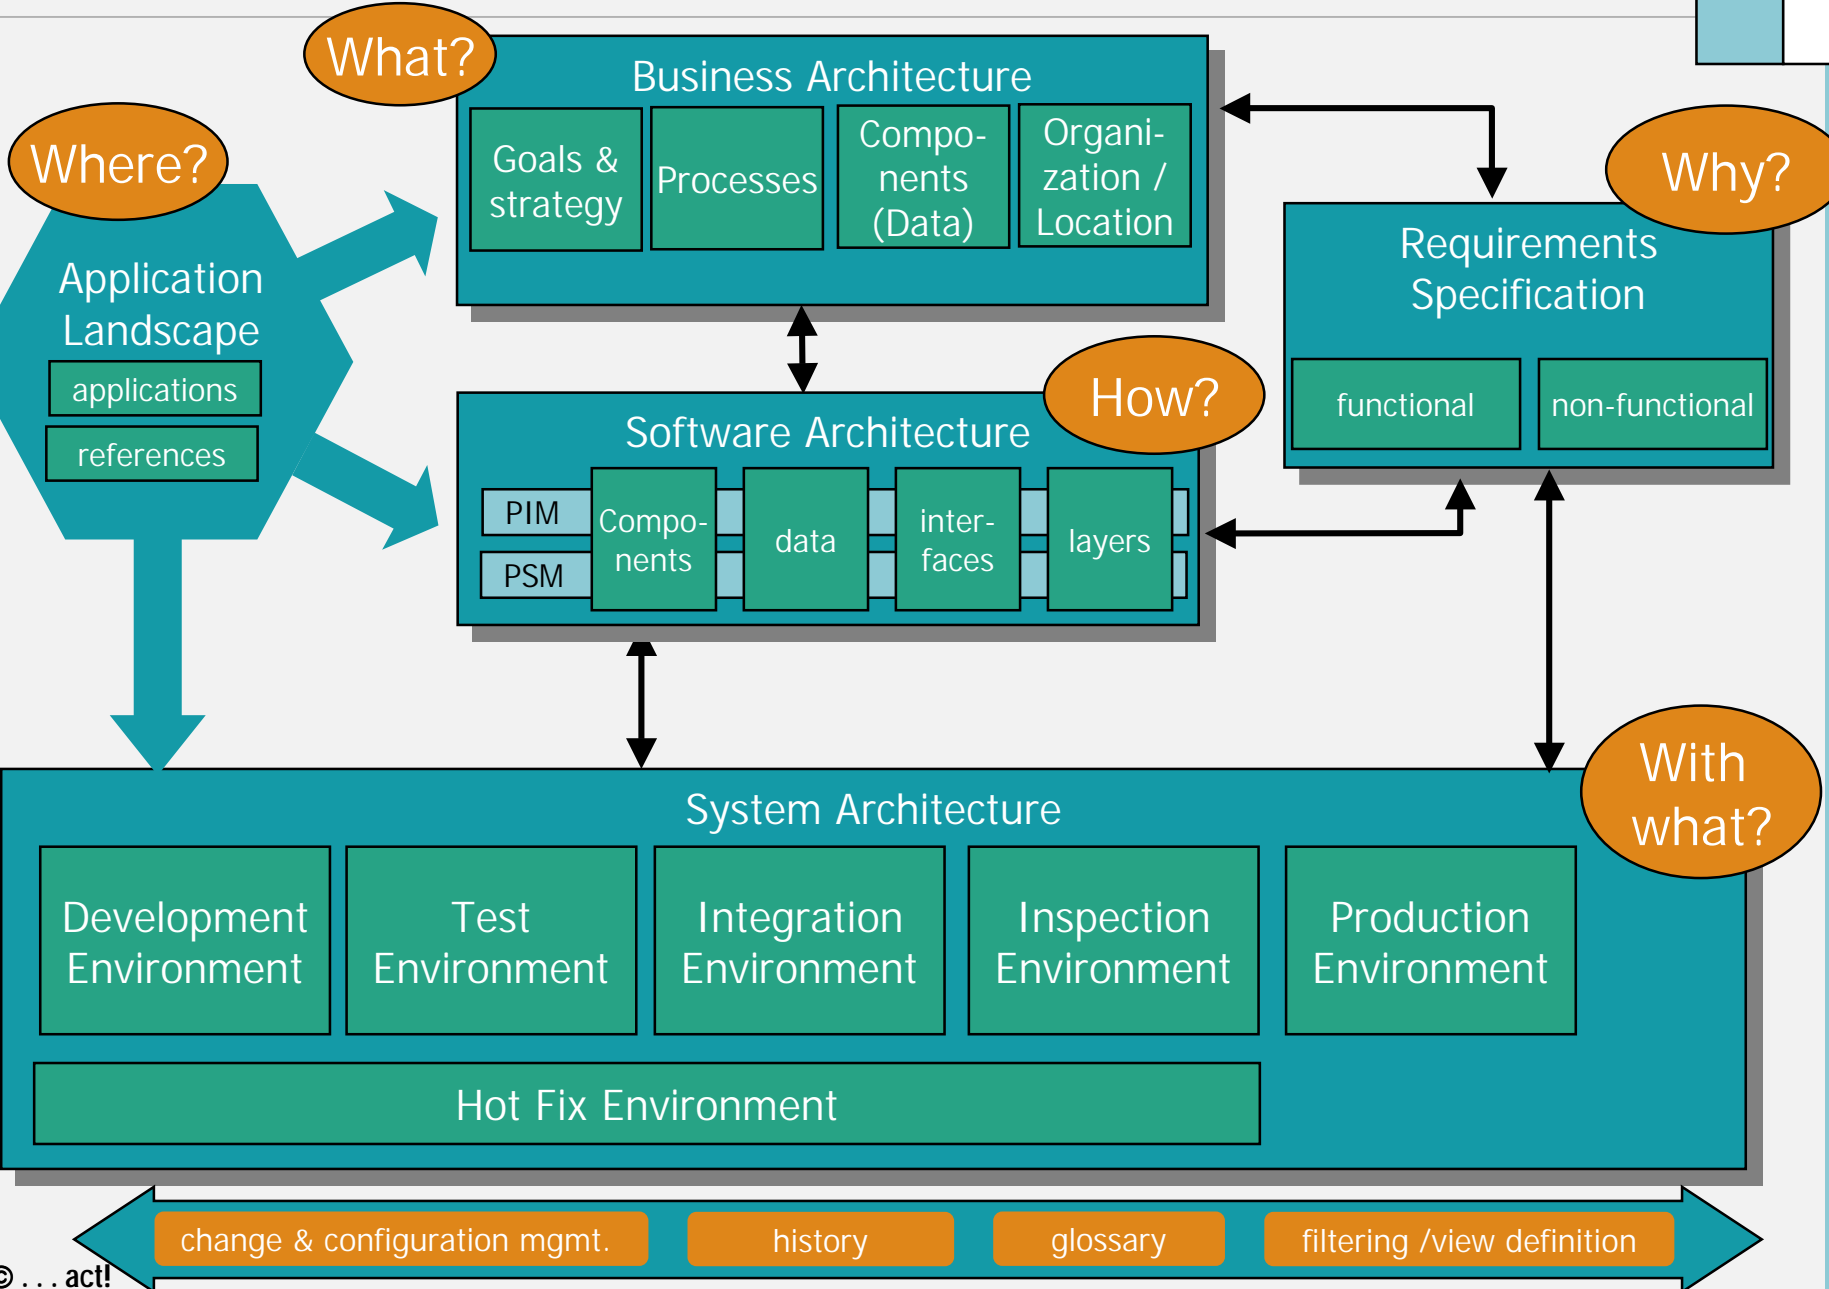 What?
Business Architecture
Goals &
strategy
Processes
Compo-
nents
(Data)
Organi-
zation /
Location
Where?
Application
Landscape
applications
references
Why?
Requirements
Specification
functional
non-functional
How?
Software Architecture
PIM
PSM
Compo-
nents
data
inter-
faces
layers
With
what?
System Architecture
Development
Environment
Test
Environment
Integration
Environment
Inspection
Environment
Production
Environment
Hot Fix Environment
change & configuration mgmt.
history
glossary
filtering /view definition
© . . . act!